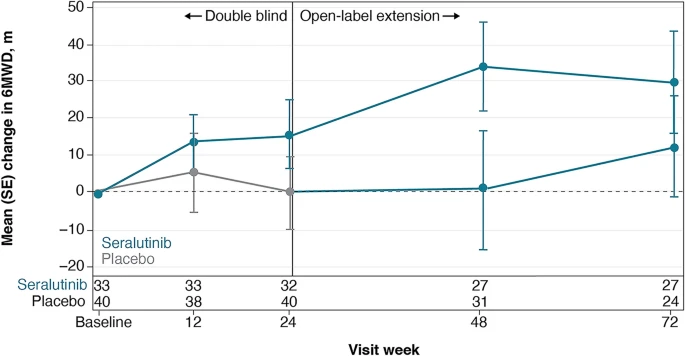 Mean (SE) change in 6MWD, m
← Double blind
Open-label extension →
50
40
30
20
10
0
−10
−20
Seralutinib
Placebo
Seralutinib 33 33 32 27 27
Placebo 40 38 40 31 24
Baseline 12 24 48 72
Visit week